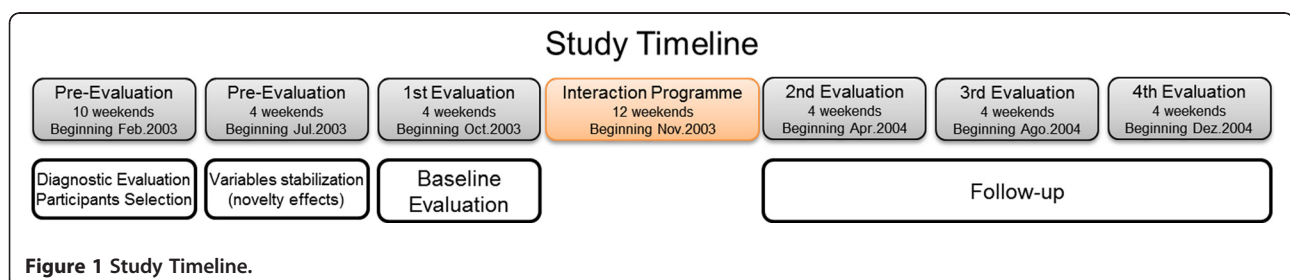 Study Timeline
Pre-Evaluation
10 weekends
Beginning Feb.2003
Pre-Evaluation
4 weekends
Beginning Jul.2003
1st Evaluation
4 weekends
Beginning Oct.2003
Interaction Programme
12 weekends
Beginning Nov.2003
2nd Evaluation
4 weekends
Beginning Apr.2004
3rd Evaluation
4 weekends
Beginning Ago.2004
4th Evaluation
4 weekends
Beginning Dez.2004
Diagnostic Evaluation
Participants Selection
Variables stabilization
(novelty effects)
Baseline
Evaluation
Follow-up
Figure 1 Study Timeline.